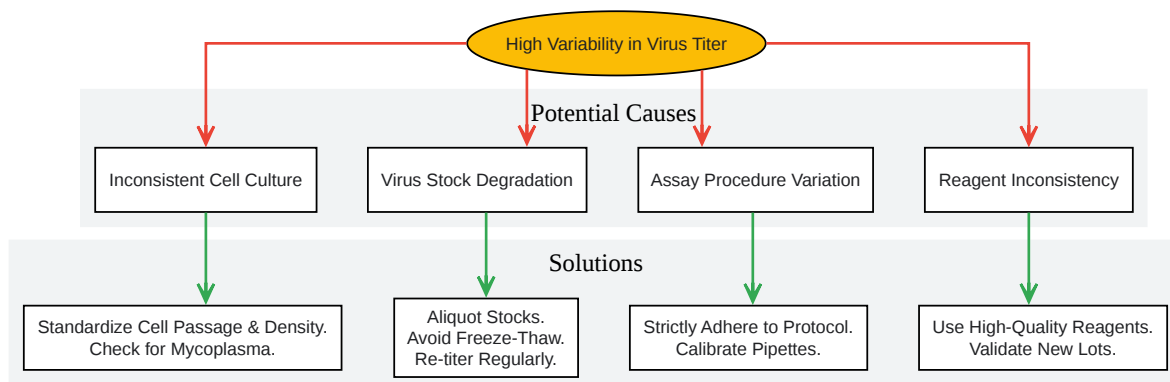 High Variability in Virus Titer
Potential Causes
Inconsistent Cell Culture
Virus Stock Degradation
Assay Procedure Variation
Reagent Inconsistency
Solutions
Standardize Cell Passage & Density.
Check for Mycoplasma.
Aliquot Stocks.
Avoid Freeze-Thaw.
Re-titer Regularly.
Strictly Adhere to Protocol.
Calibrate Pipettes.
Use High-Quality Reagents.
Validate New Lots.